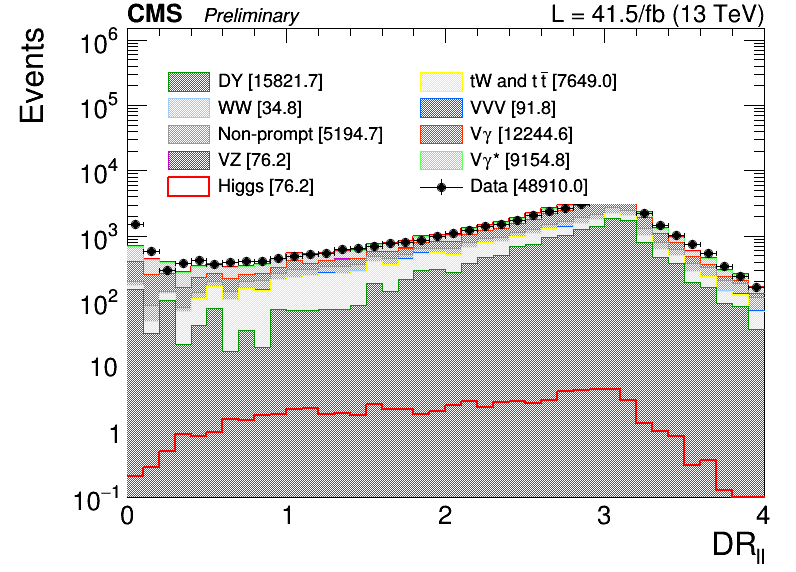 CMS Preliminary L = 41.5/fb (13 TeV)
Events
10⁶
10⁵
10⁴
10³
10²
10
1
10⁻¹
DY [15821.7] tW and tt̄ [7649.0]
WW [34.8] VVV [91.8]
Non-prompt [5194.7] Vγ [12244.6]
VZ [76.2] Vγ* [9154.8]
Higgs [76.2] Data [48910.0]
0 1 2 3 4
DR_ll